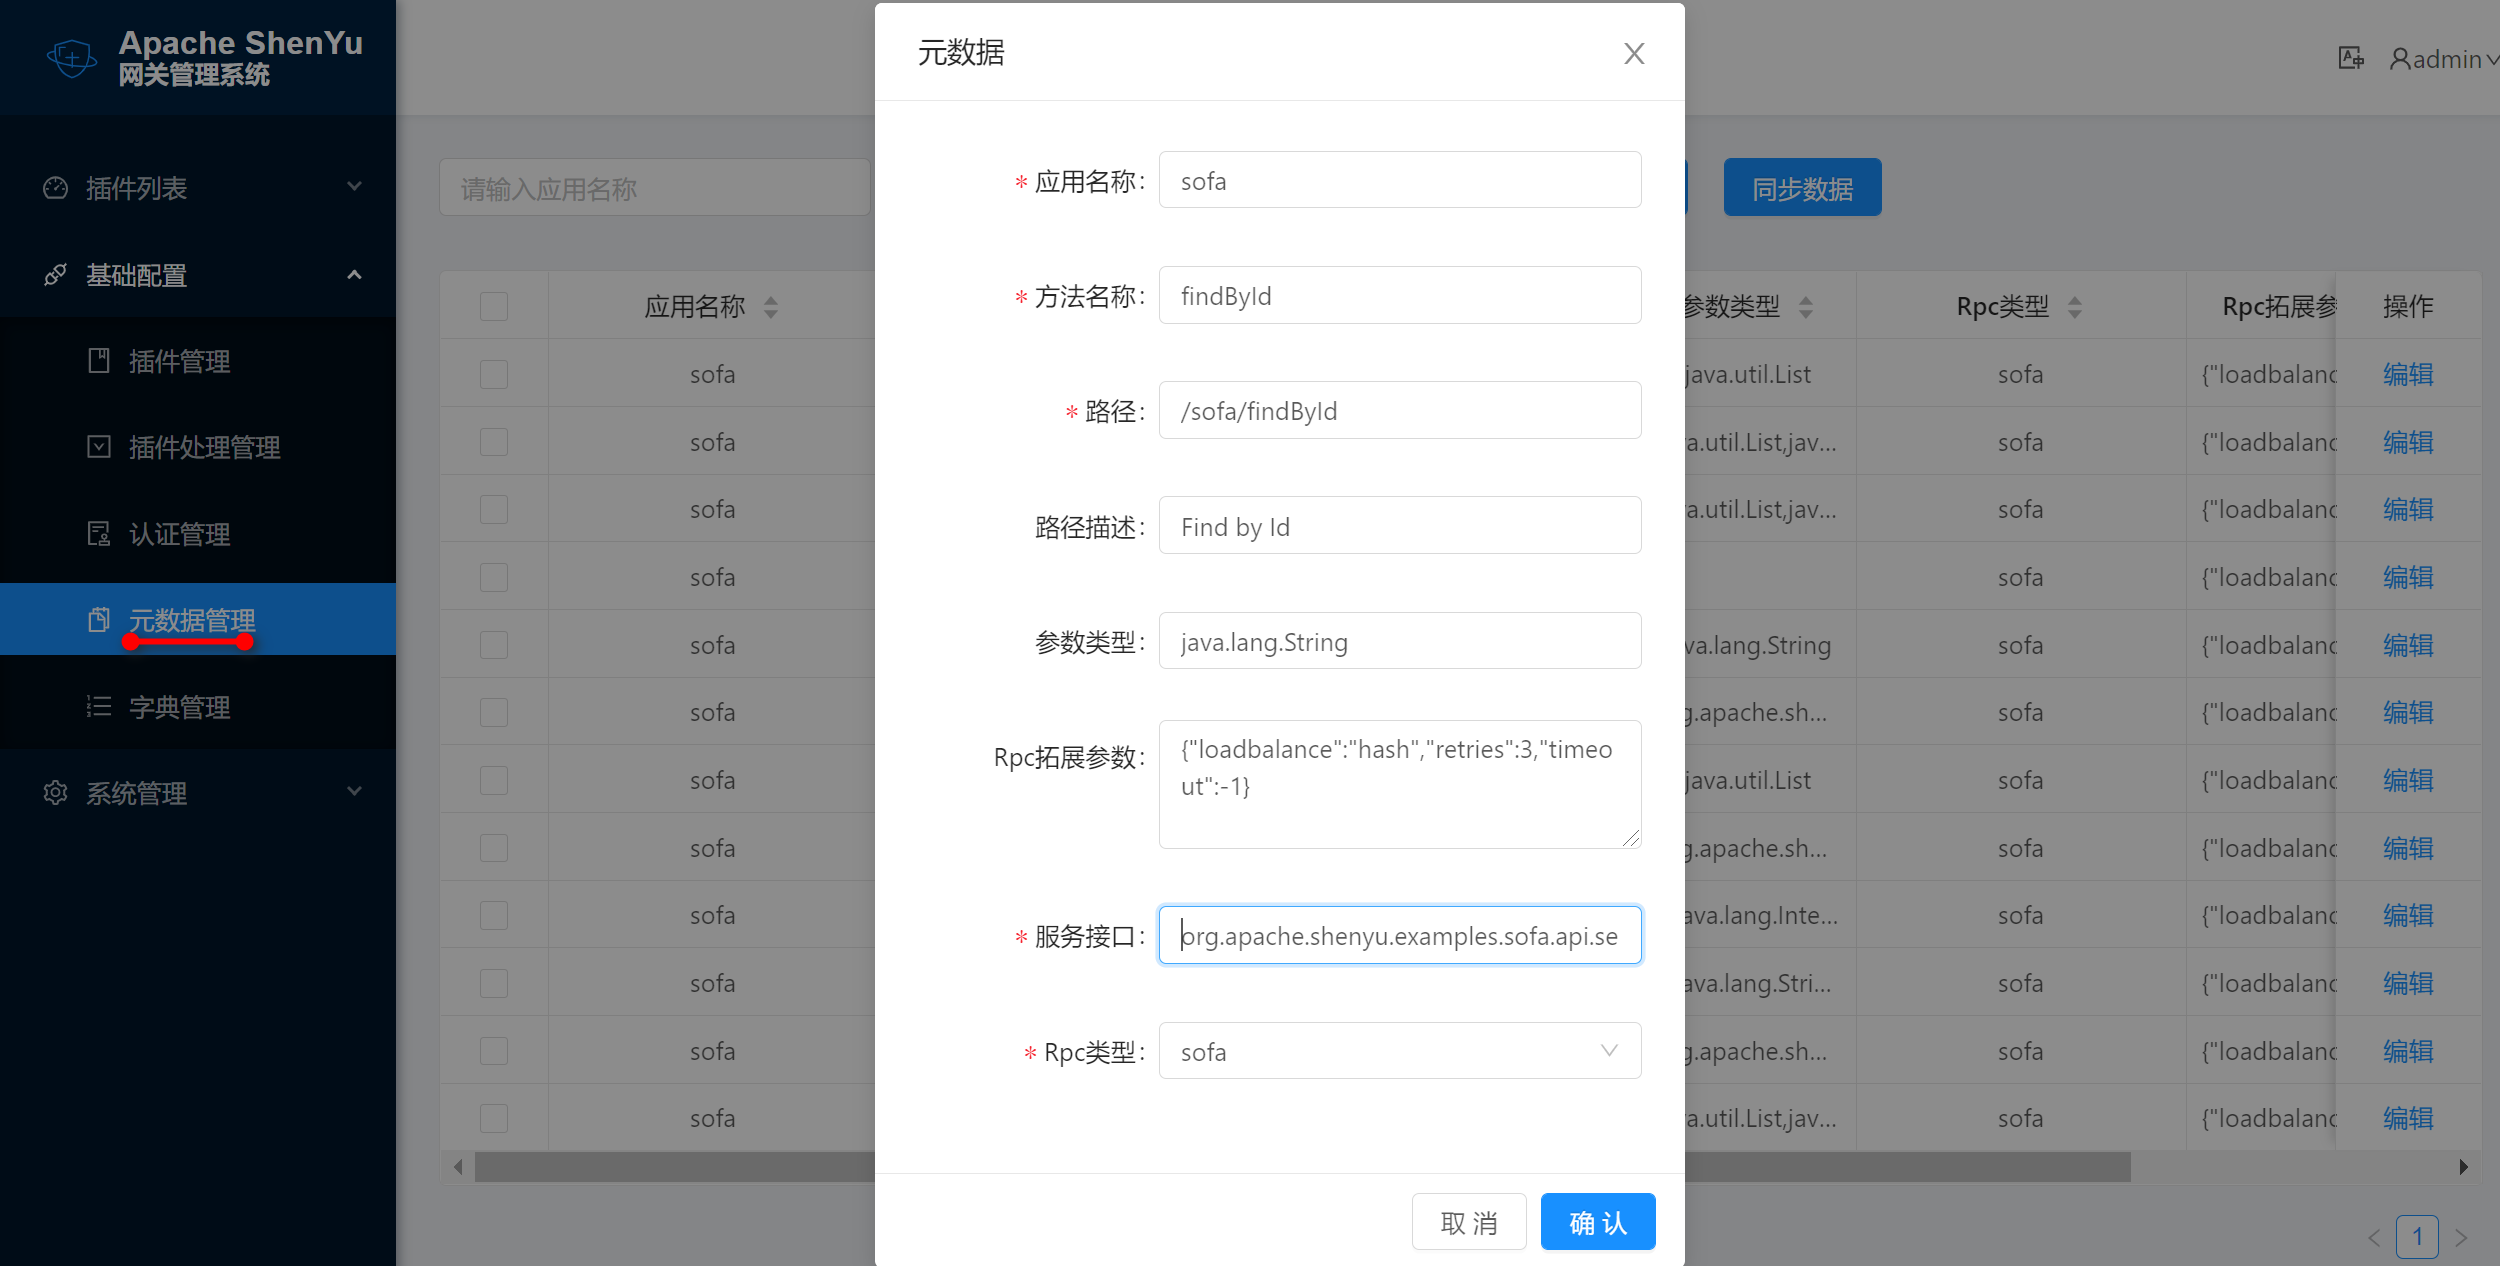 Apache ShenYu
网关管理系统
插件列表
基础配置
插件管理
插件处理管理
认证管理
元数据管理
字典管理
系统管理
admin
请输入应用名称
同步数据
应用名称
参数类型
Rpc类型
Rpc拓展参
操作
sofa
java.util.List
sofa
{"loadbalanc
编辑
sofa
a.util.List,jav...
sofa
{"loadbalanc
编辑
sofa
a.util.List,jav...
sofa
{"loadbalanc
编辑
sofa
sofa
{"loadbalanc
编辑
sofa
va.lang.String
sofa
{"loadbalanc
编辑
sofa
g.apache.sh...
sofa
{"loadbalanc
编辑
sofa
java.util.List
sofa
{"loadbalanc
编辑
sofa
g.apache.sh...
sofa
{"loadbalanc
编辑
sofa
ava.lang.Inte...
sofa
{"loadbalanc
编辑
sofa
ava.lang.Stri...
sofa
{"loadbalanc
编辑
sofa
g.apache.sh...
sofa
{"loadbalanc
编辑
sofa
a.util.List,jav...
sofa
{"loadbalanc
编辑
1
元数据
* 应用名称: sofa
* 方法名称: findById
* 路径: /sofa/findById
路径描述: Find by Id
参数类型: java.lang.String
Rpc拓展参数: {"loadbalance":"hash","retries":3,"timeo
ut":-1}
* 服务接口: org.apache.shenyu.examples.sofa.api.se
* Rpc类型: sofa
取 消
确 认